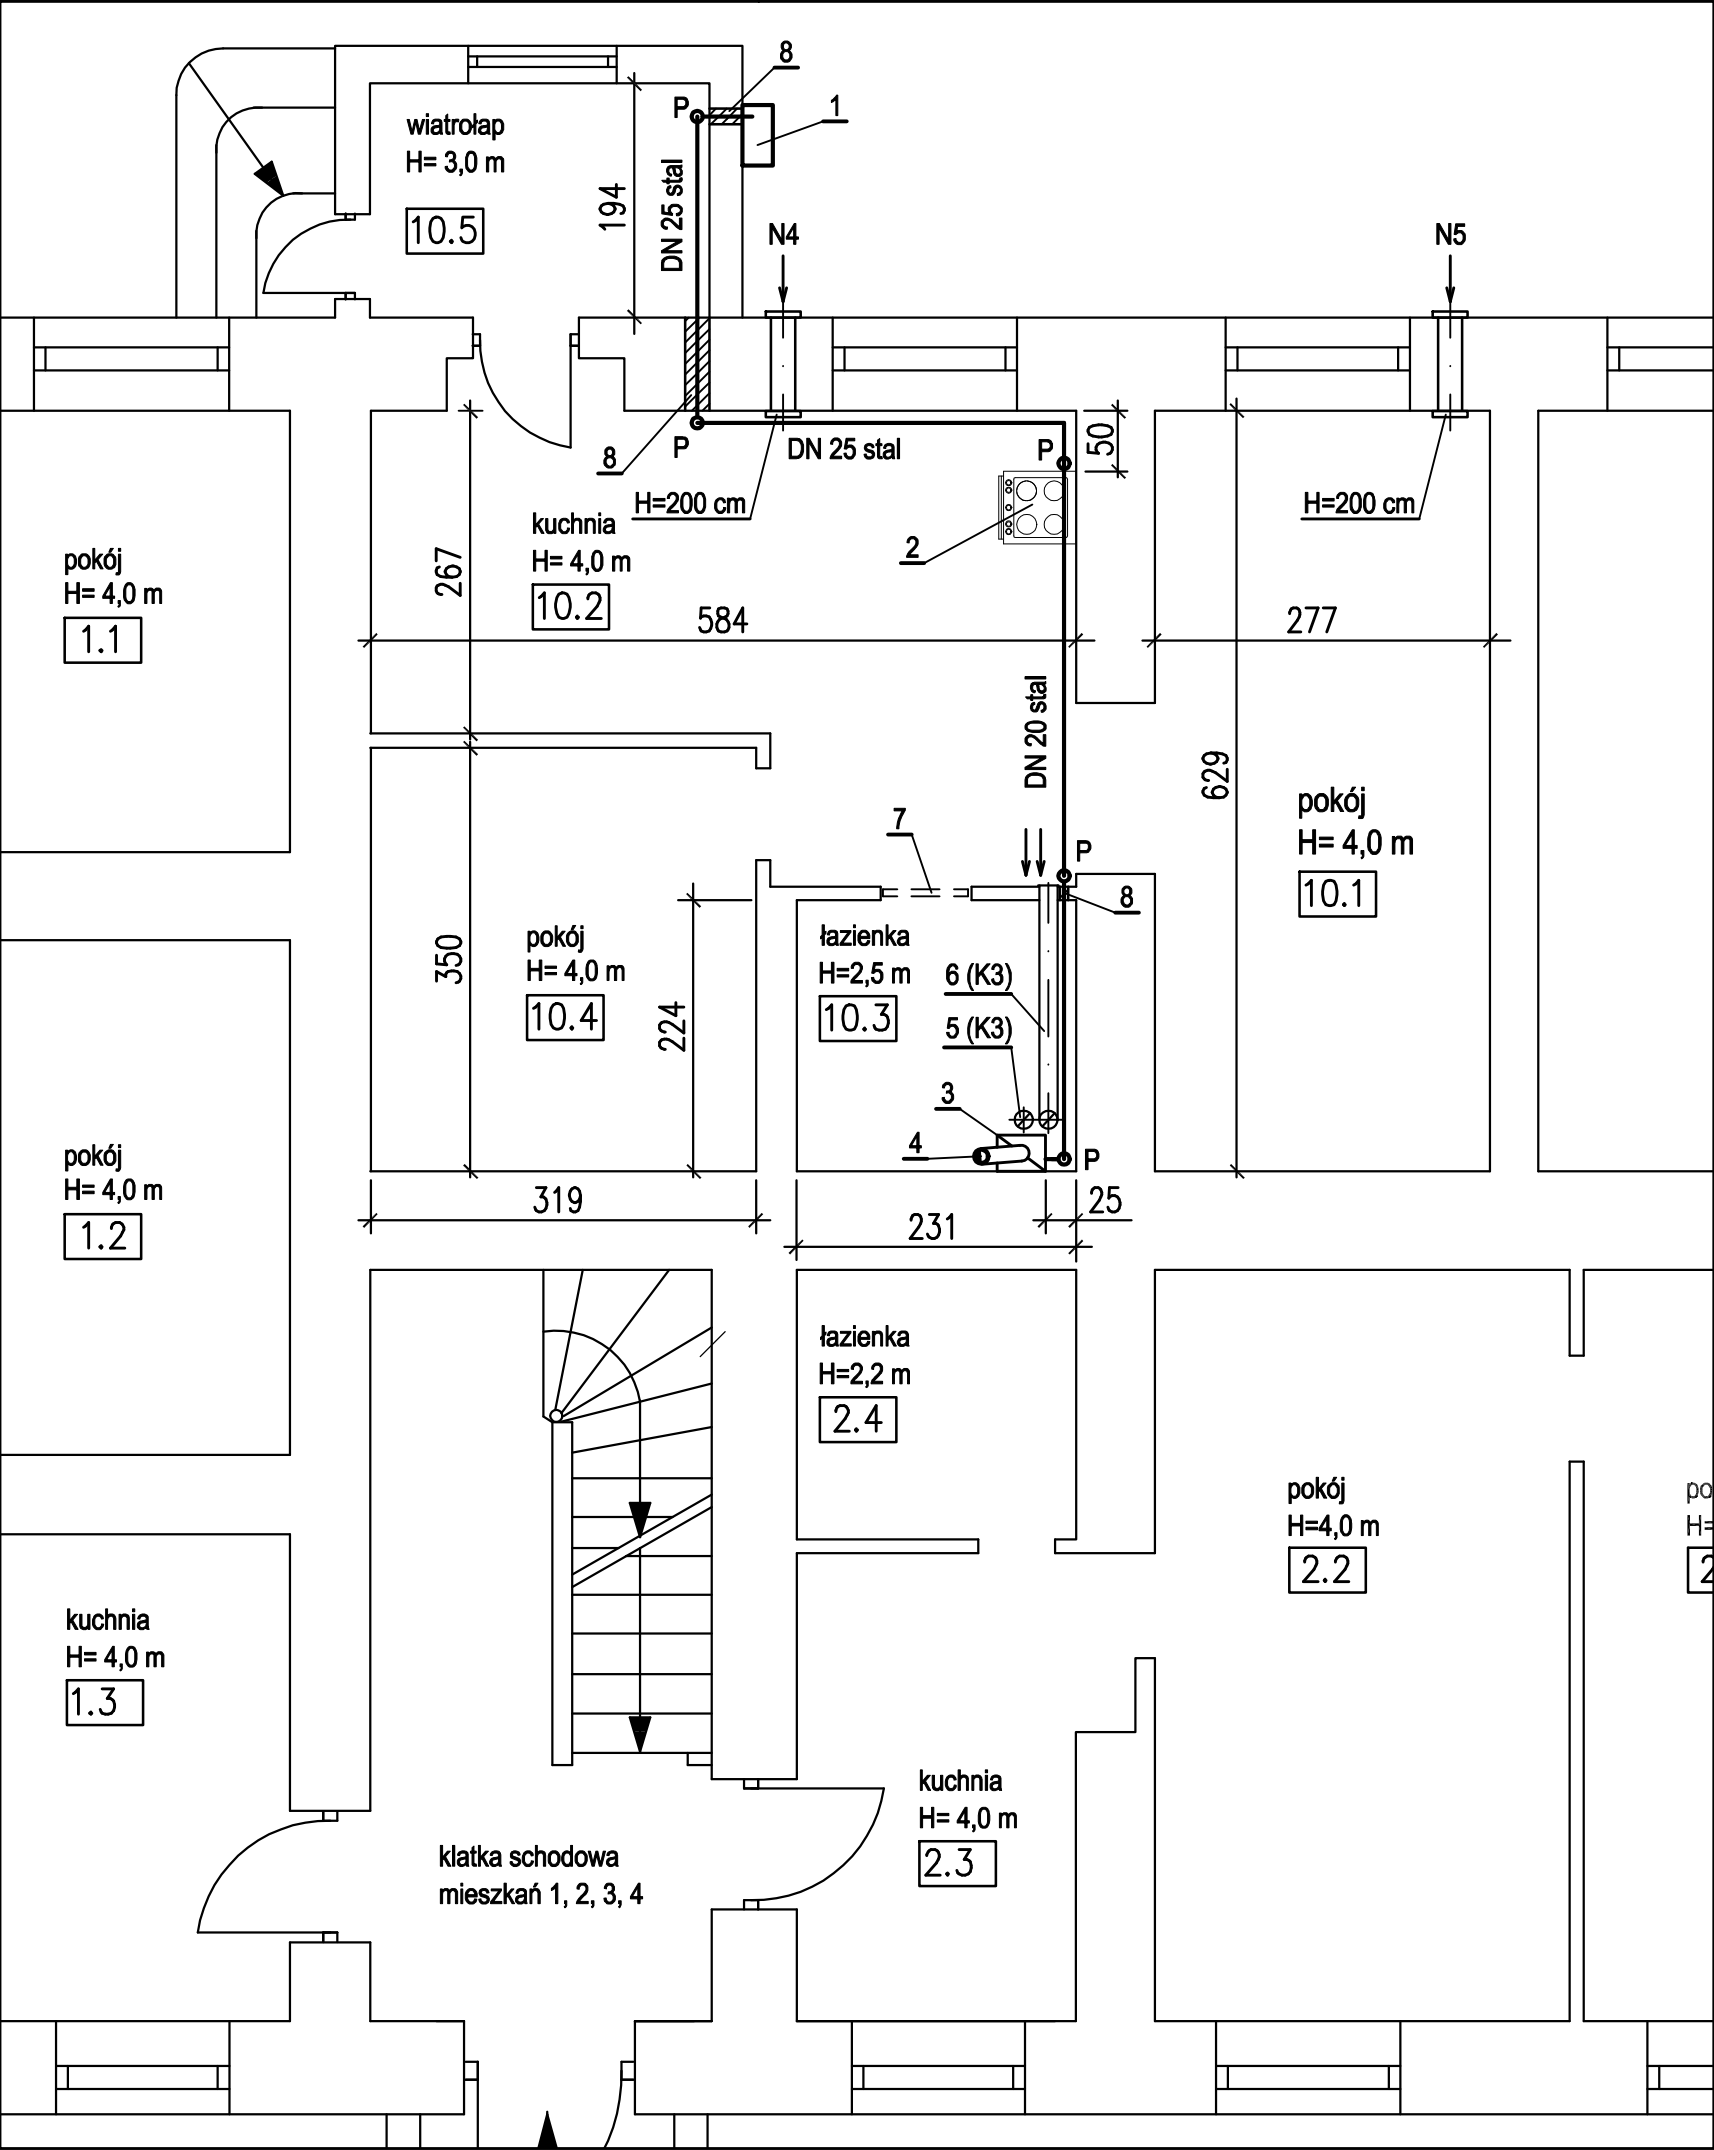 8
1
P
wiatrołap
H= 3,0 m
10.5
194
DN 25 stal
N4
N5
P
DN 25 stal
P
50
8
H=200 cm
H=200 cm
2
kuchnia
H= 4,0 m
10.2
267
584
277
pokój
H= 4,0 m
1.1
DN 20 stal
629
pokój
H= 4,0 m
10.1
7
P
8
pokój
H= 4,0 m
10.4
350
224
łazienka
H=2,5 m
10.3
6 (K3)
5 (K3)
3
4
P
pokój
H= 4,0 m
1.2
319
231
25
łazienka
H=2,2 m
2.4
pokój
H=4,0 m
2.2
kuchnia
H= 4,0 m
1.3
kuchnia
H= 4,0 m
2.3
klatka schodowa
mieszkań 1, 2, 3, 4